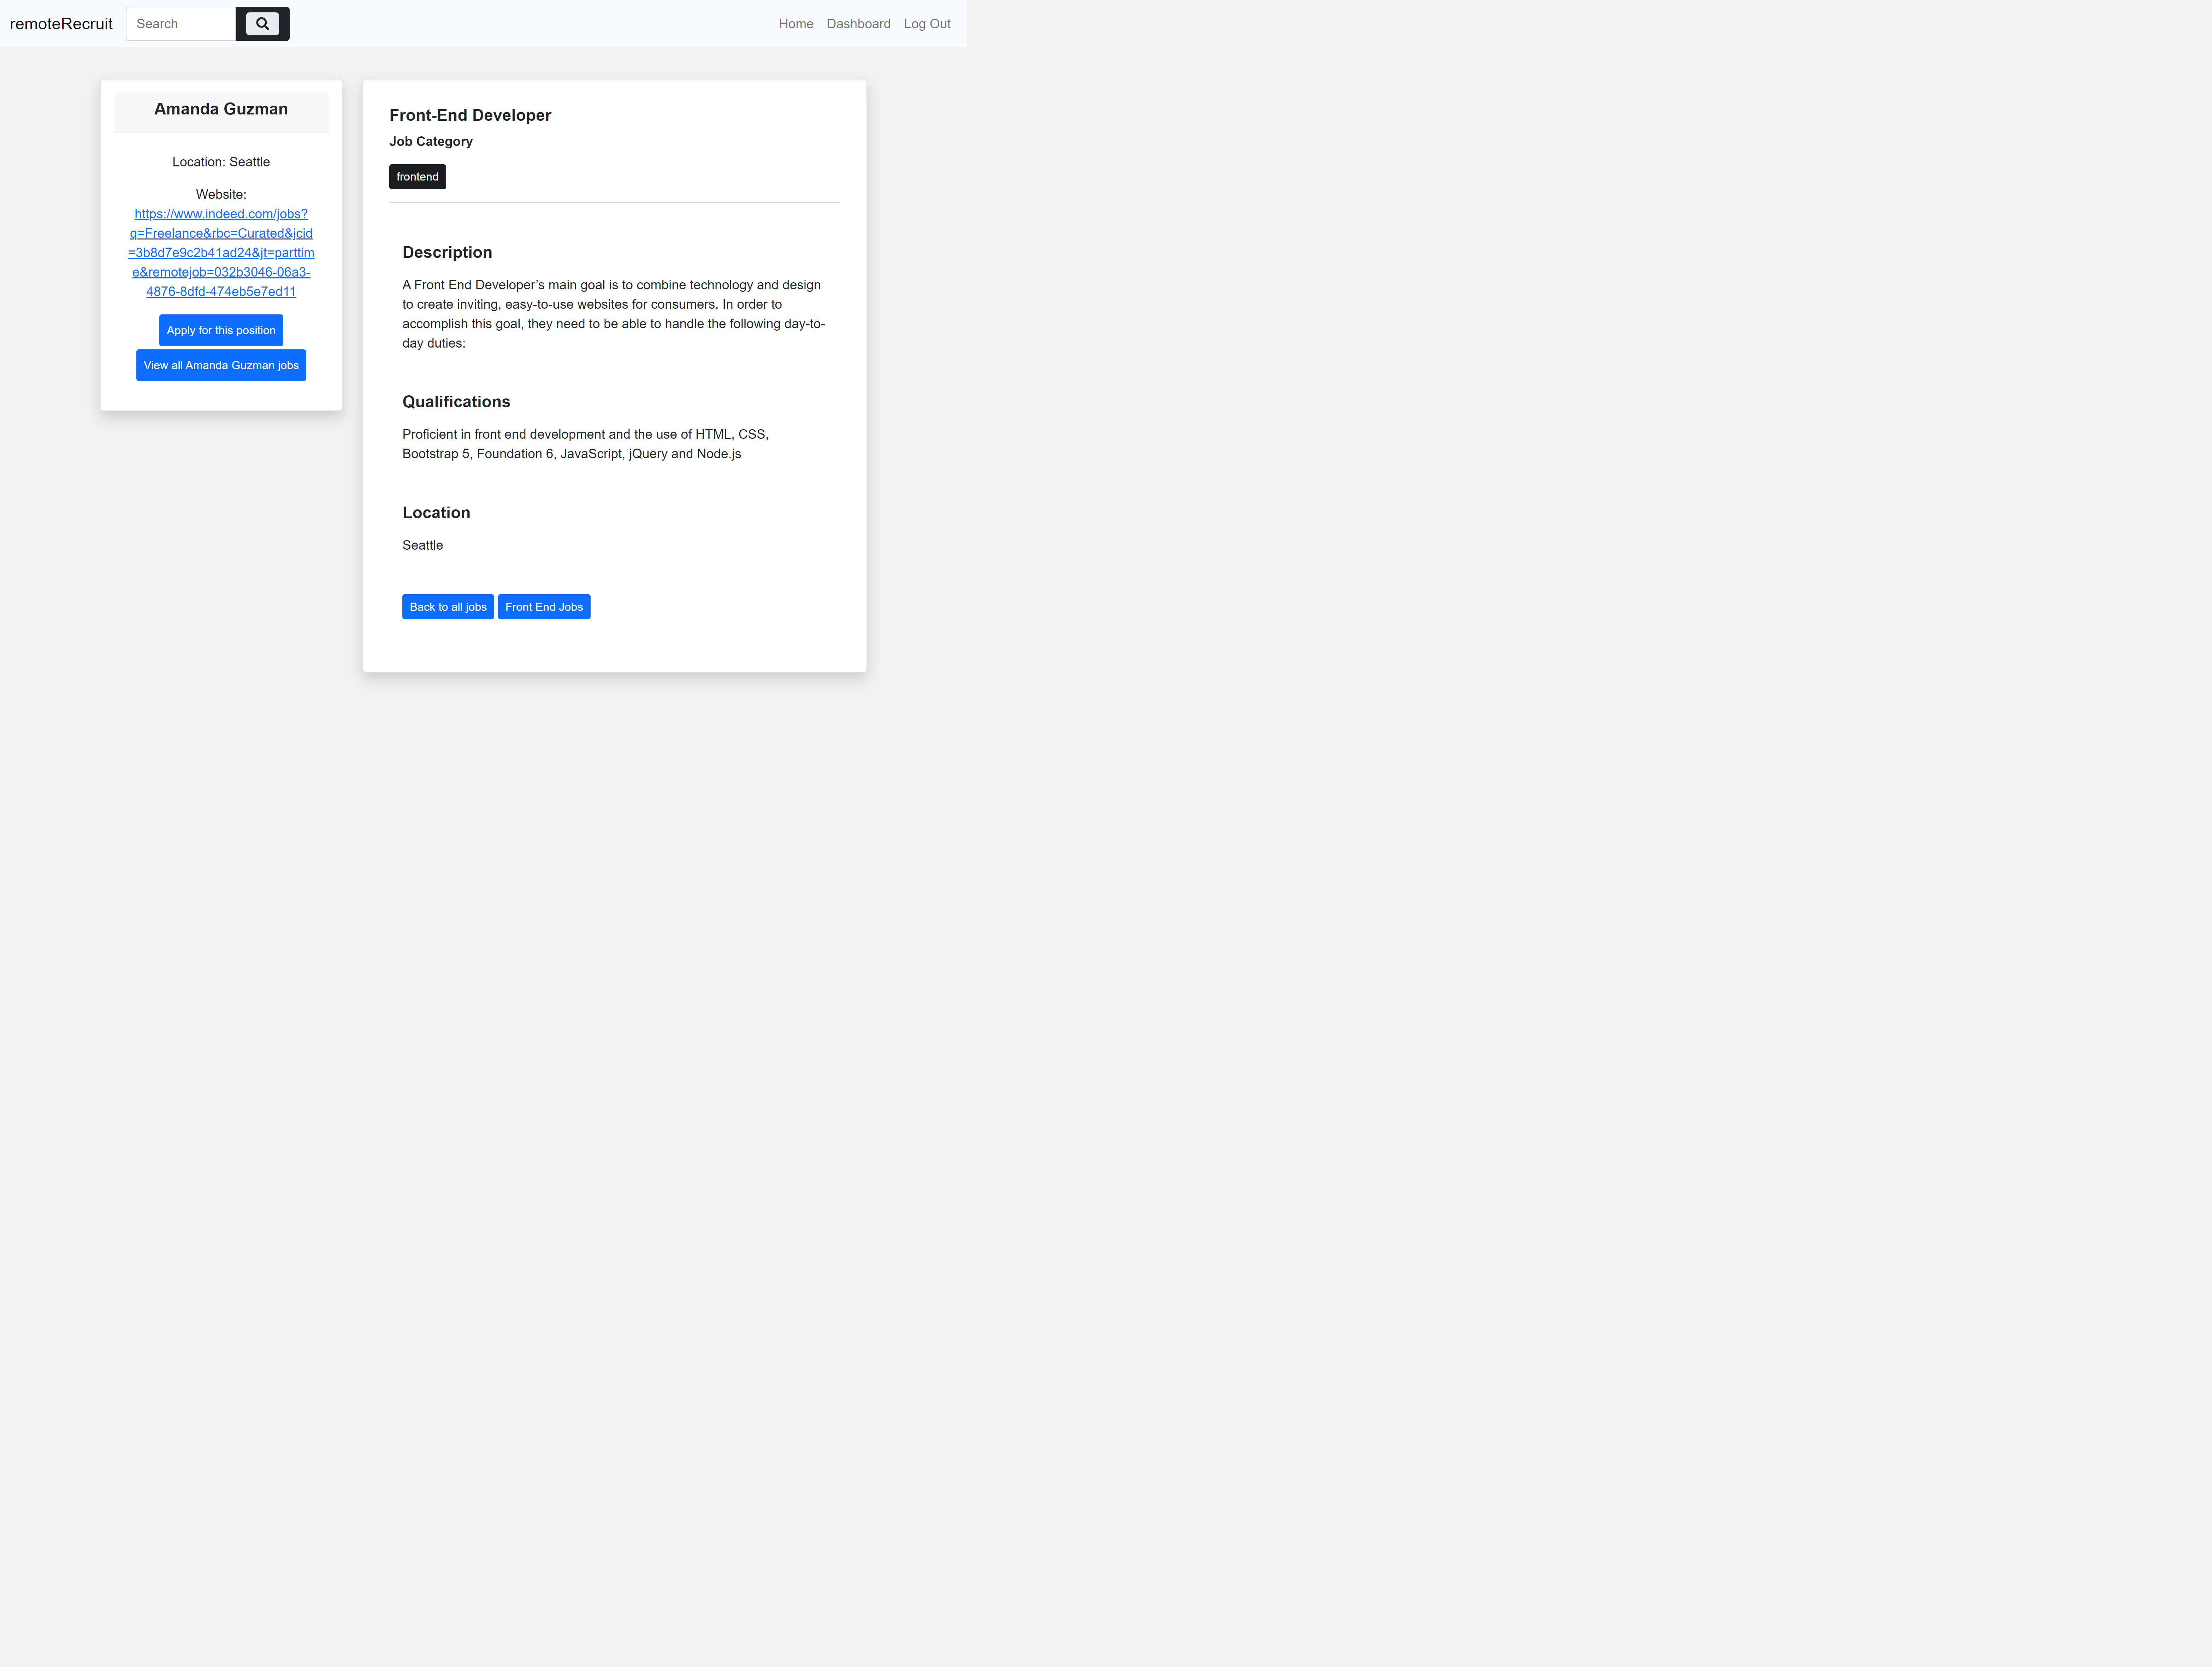 remoteRecruit
Search
Home
Dashboard
Log Out
Amanda Guzman
Location: Seattle
Website:
https://www.indeed.com/jobs?
q=Freelance&rbc=Curated&jcid
=3b8d7e9c2b41ad24&jt=parttim
e&remotejob=032b3046-06a3-
4876-8dfd-474eb5e7ed11
Apply for this position
View all Amanda Guzman jobs
Front-End Developer
Job Category
frontend
Description
A Front End Developer’s main goal is to combine technology and design
to create inviting, easy-to-use websites for consumers. In order to
accomplish this goal, they need to be able to handle the following day-to-
day duties:
Qualifications
Proficient in front end development and the use of HTML, CSS,
Bootstrap 5, Foundation 6, JavaScript, jQuery and Node.js
Location
Seattle
Back to all jobs
Front End Jobs